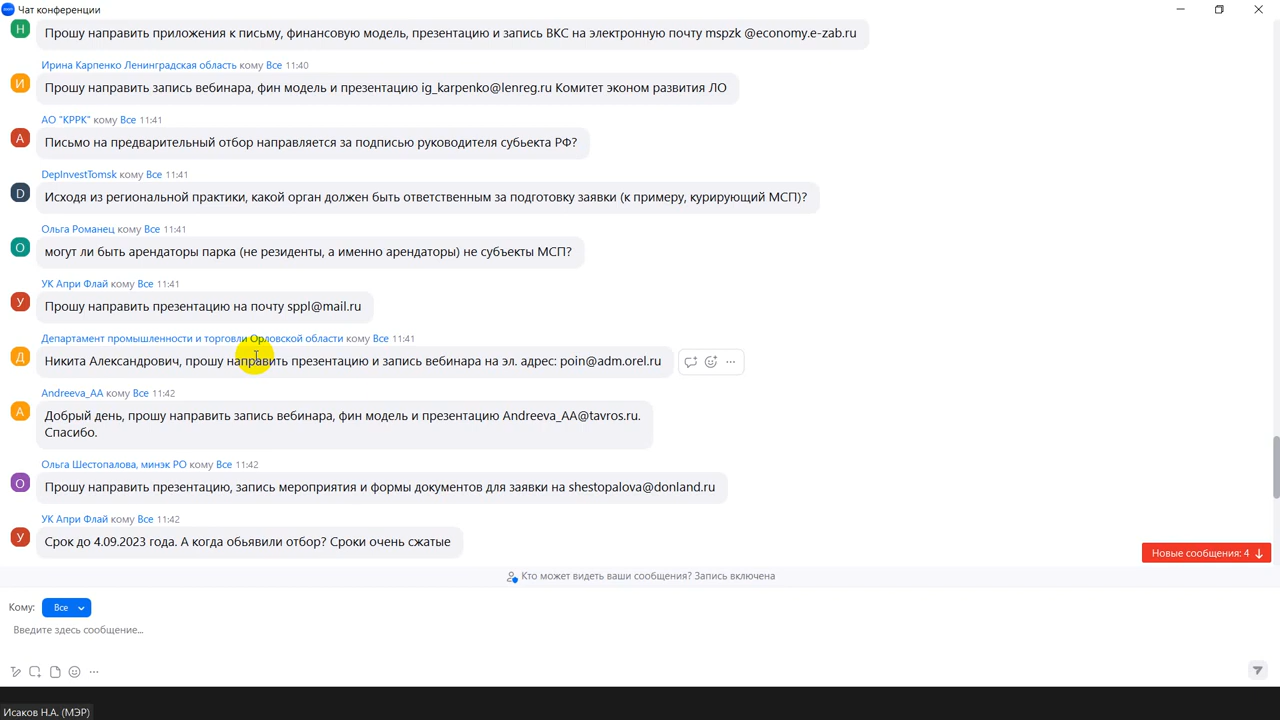 zoom Чат конференции
Н
Прошу направить приложения к письму, финансовую модель, презентацию и запись ВКС на электронную почту mspzk @economy.e-zab.ru
Ирина Карпенко Ленинградская область кому Все 11:40
И
Прошу направить запись вебинара, фин модель и презентацию ig_karpenko@lenreg.ru Комитет эконом развития ЛО
АО "КРРК" кому Все 11:41
А
Письмо на предварительный отбор направляется за подписью руководителя субьекта РФ?
DepInvestTomsk кому Все 11:41
D
Исходя из региональной практики, какой орган должен быть ответственным за подготовку заявки (к примеру, курирующий МСП)?
Ольга Романец кому Все 11:41
О
могут ли быть арендаторы парка (не резиденты, а именно арендаторы) не субъекты МСП?
УК Апри Флай кому Все 11:41
У
Прошу направить презентацию на почту sppl@mail.ru
Департамент промышленности и торговли Орловской области кому Все 11:41
Д
Никита Александрович, прошу направить презентацию и запись вебинара на эл. адрес: poin@adm.orel.ru
Andreeva_AA кому Все 11:42
A
Добрый день, прошу направить запись вебинара, фин модель и презентацию Andreeva_AA@tavros.ru.
Спасибо.
Ольга Шестопалова, минэк РО кому Все 11:42
О
Прошу направить презентацию, запись мероприятия и формы документов для заявки на shestopalova@donland.ru
УК Апри Флай кому Все 11:42
У
Срок до 4.09.2023 года. А когда обьявили отбор? Сроки очень сжатые
Новые сообщения: 4
Кто может видеть ваши сообщения? Запись включена
Кому: Все
Введите здесь сообщение...
Исаков Н.А. (МЭР)